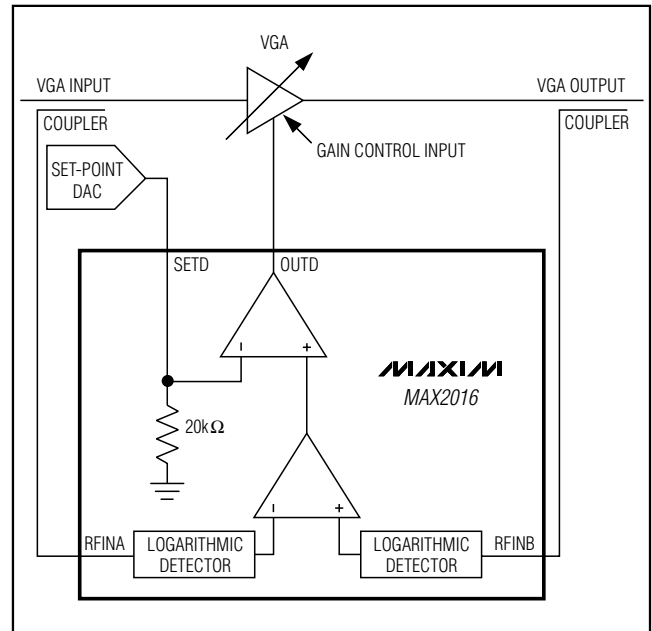 VGA
VGA INPUT
VGA OUTPUT
COUPLER
COUPLER
GAIN CONTROL INPUT
SET-POINT
DAC
SETD
OUTD
−
+
MAXIM
MAX2016
20kΩ
−
+
RFINA
LOGARITHMIC
DETECTOR
LOGARITHMIC
DETECTOR
RFINB